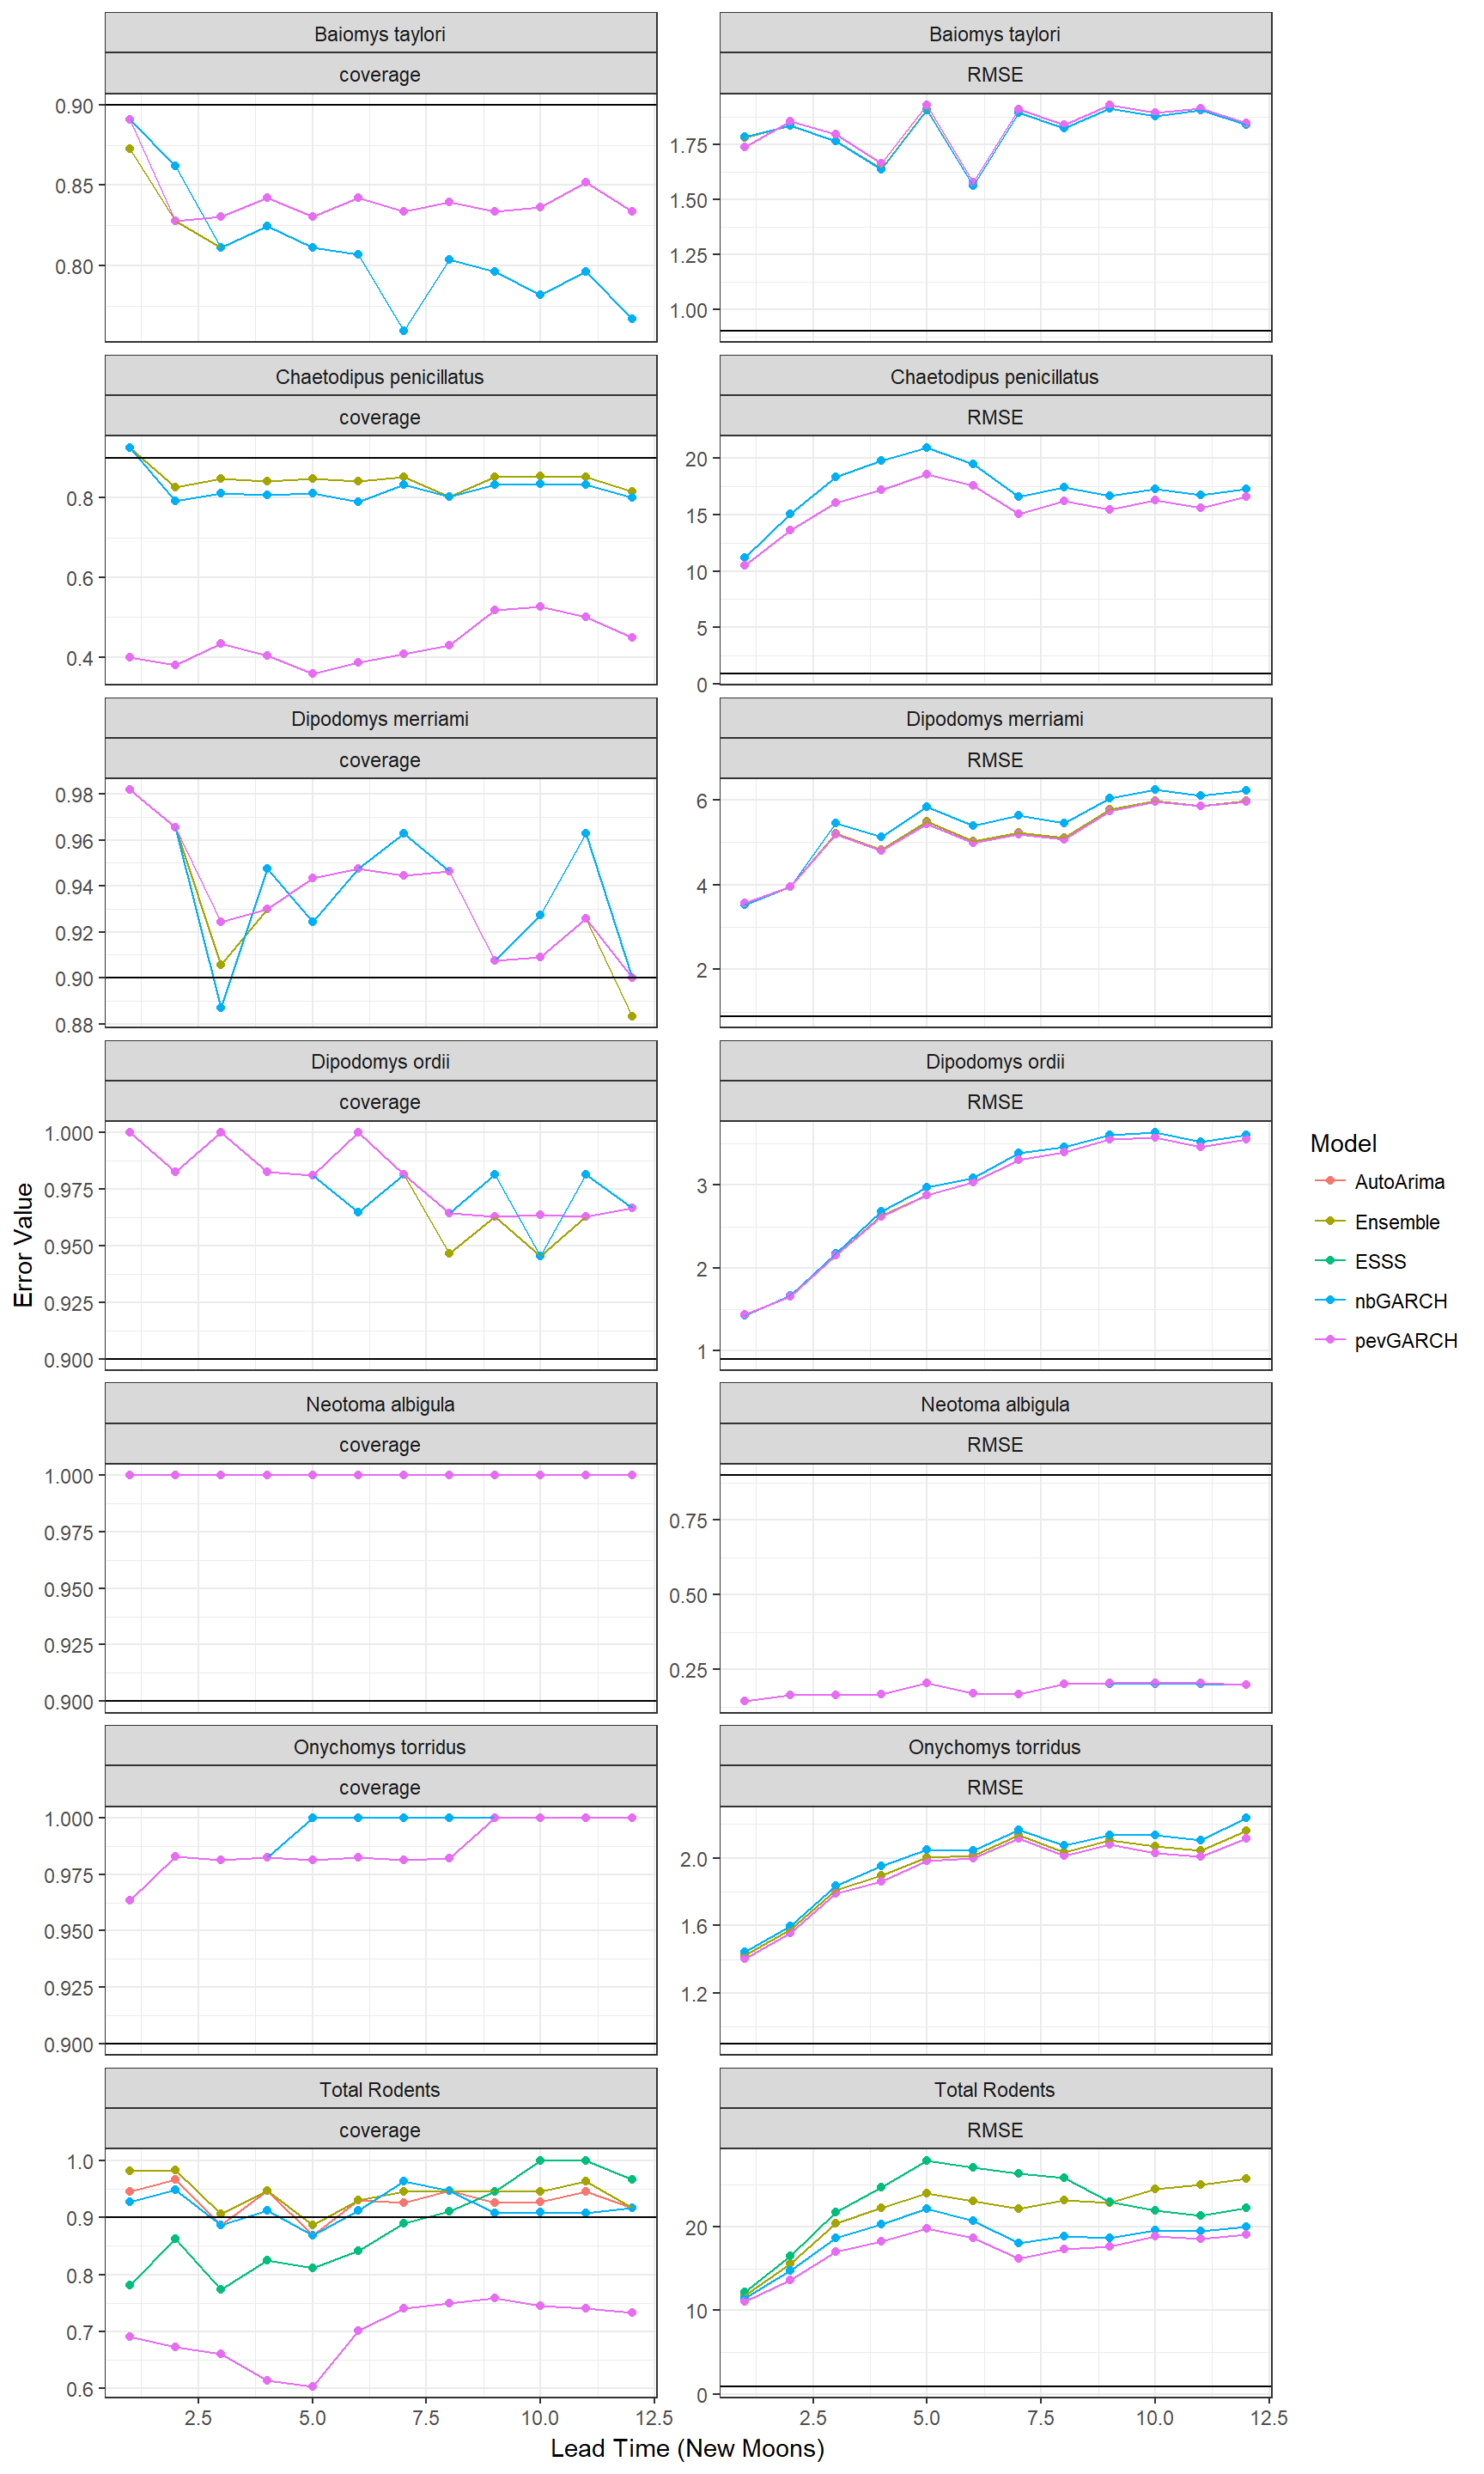 Baiomys taylori
Baiomys taylori
coverage
RMSE
0.90
0.85
0.80
1.75
1.50
1.25
1.00
Chaetodipus penicillatus
Chaetodipus penicillatus
coverage
RMSE
0.8
0.6
0.4
20
15
10
5
0
Dipodomys merriami
Dipodomys merriami
coverage
RMSE
0.98
0.96
0.94
0.92
0.90
0.88
6
4
2
Dipodomys ordii
Dipodomys ordii
coverage
RMSE
1.000
0.975
0.950
0.925
0.900
3
2
1
Neotoma albigula
Neotoma albigula
coverage
RMSE
1.000
0.975
0.950
0.925
0.900
0.75
0.50
0.25
Onychomys torridus
Onychomys torridus
coverage
RMSE
1.000
0.975
0.950
0.925
0.900
2.0
1.6
1.2
Total Rodents
Total Rodents
coverage
RMSE
1.0
0.9
0.8
0.7
0.6
20
10
0
2.5 5.0 7.5 10.0 12.5
2.5 5.0 7.5 10.0 12.5
Lead Time (New Moons)
Error Value
Model
AutoArima
Ensemble
ESSS
nbGARCH
pevGARCH